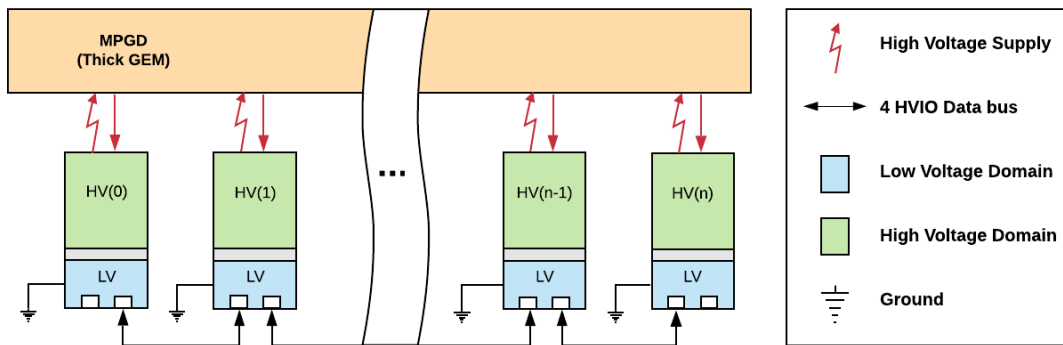 MPGD
(Thick GEM)
HV(0)
HV(1)
...
HV(n-1)
HV(n)
LV
LV
LV
LV
High Voltage Supply
4 HVIO Data bus
Low Voltage Domain
High Voltage Domain
Ground